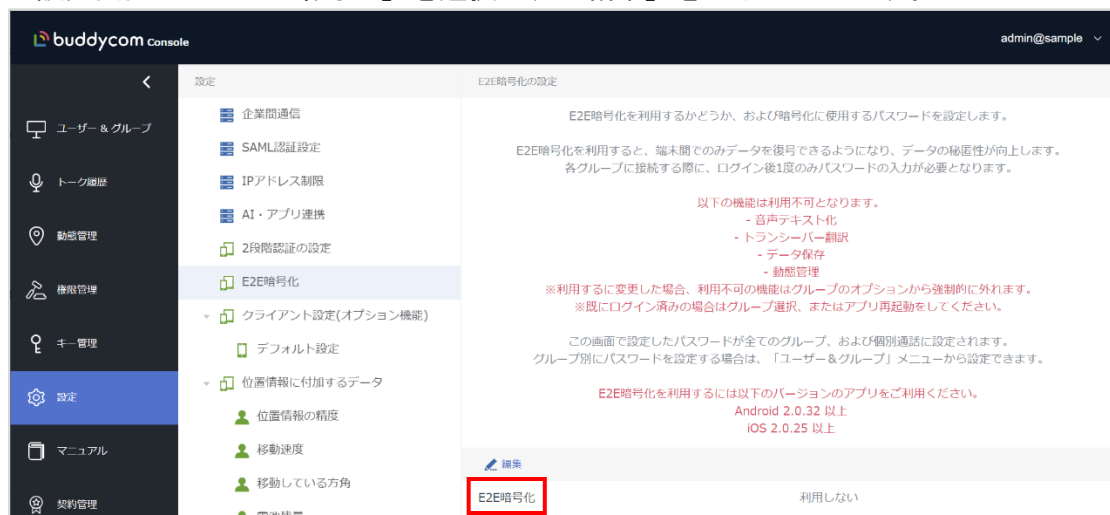 buddycom Console
admin@sample
設定
E2E暗号化の設定
ユーザー & グループ
トーク履歴
動態管理
権限管理
キー管理
設定
マニュアル
契約管理
企業間通信
SAML認証設定
IPアドレス制限
AI・アプリ連携
2段階認証の設定
E2E暗号化
クライアント設定(オプション機能)
デフォルト設定
位置情報に付加するデータ
位置情報の精度
移動速度
移動している方角
E2E暗号化を利用するかどうか、および暗号化に使用するパスワードを設定します。
E2E暗号化を利用すると、端末間でのみデータを復号できるようになり、データの秘匿性が向上します。
各グループに接続する際に、ログイン後1度のみパスワードの入力が必要となります。
以下の機能は利用不可となります。
- 音声テキスト化
- トランシーバー翻訳
- データ保存
- 動態管理
※利用するに変更した場合、利用不可の機能はグループのオプションから強制的に外れます。
※既にログイン済みの場合はグループ選択、またはアプリ再起動をしてください。
この画面で設定したパスワードが全てのグループ、および個別通話に設定されます。
グループ別にパスワードを設定する場合は、「ユーザー&グループ」メニューから設定できます。
E2E暗号化を利用するには以下のバージョンのアプリをご利用ください。
Android 2.0.32 以上
iOS 2.0.25 以上
編集
E2E暗号化
利用しない